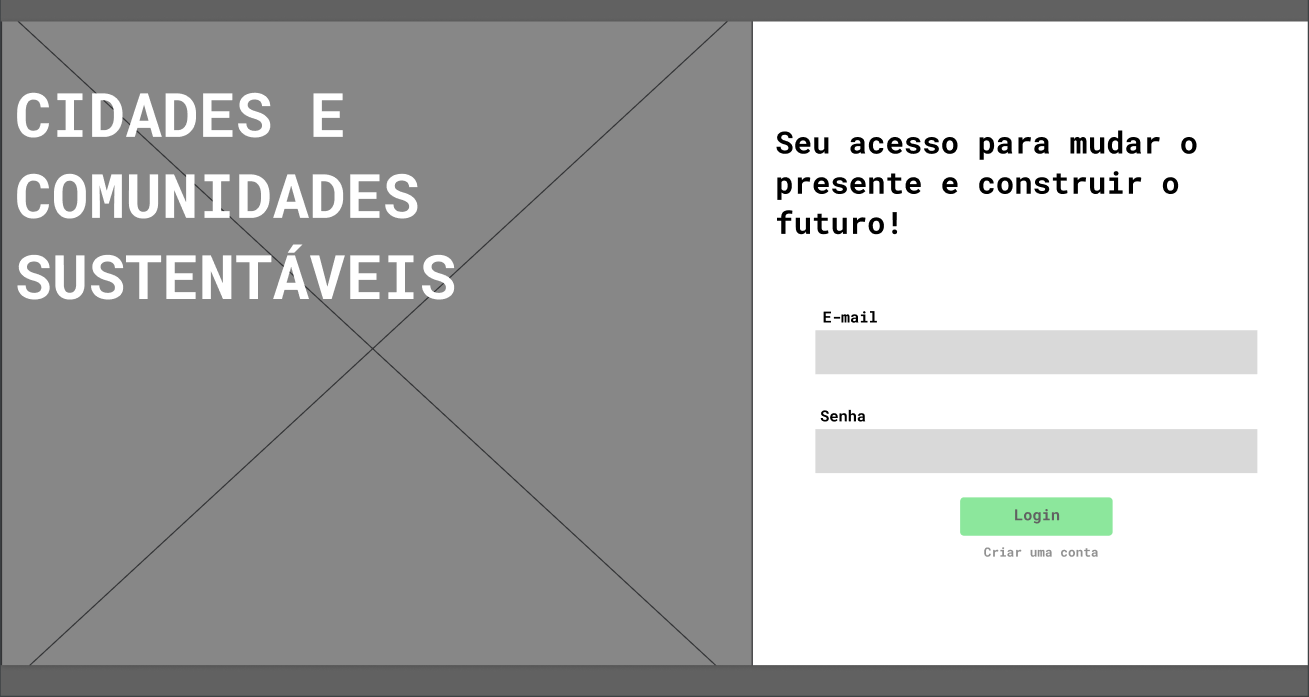 CIDADES E
COMUNIDADES
SUSTENTÁVEIS
Seu acesso para mudar o
presente e construir o
futuro!
E-mail
Senha
Login
Criar uma conta